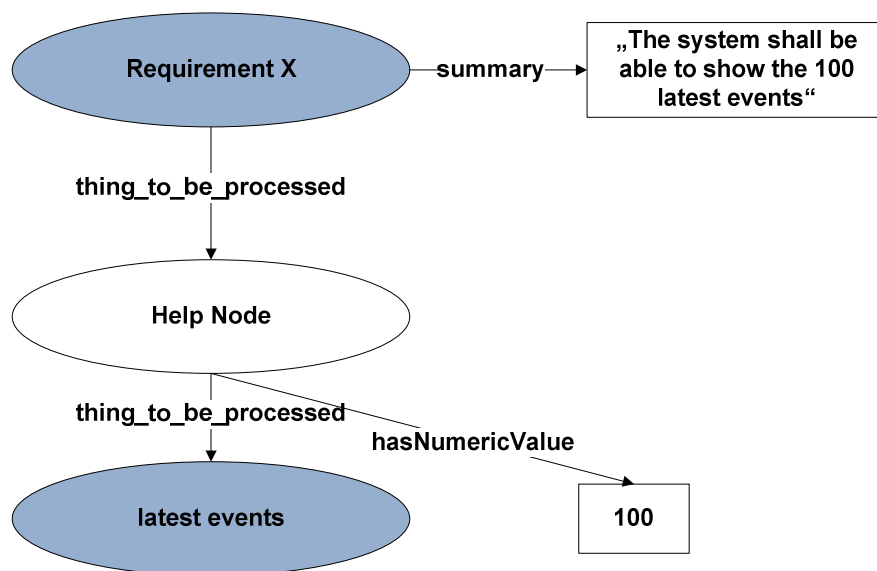 Requirement X
summary
„The system shall be
able to show the 100
latest events“
thing_to_be_processed
Help Node
thing_to_be_processed
hasNumericValue
latest events
100